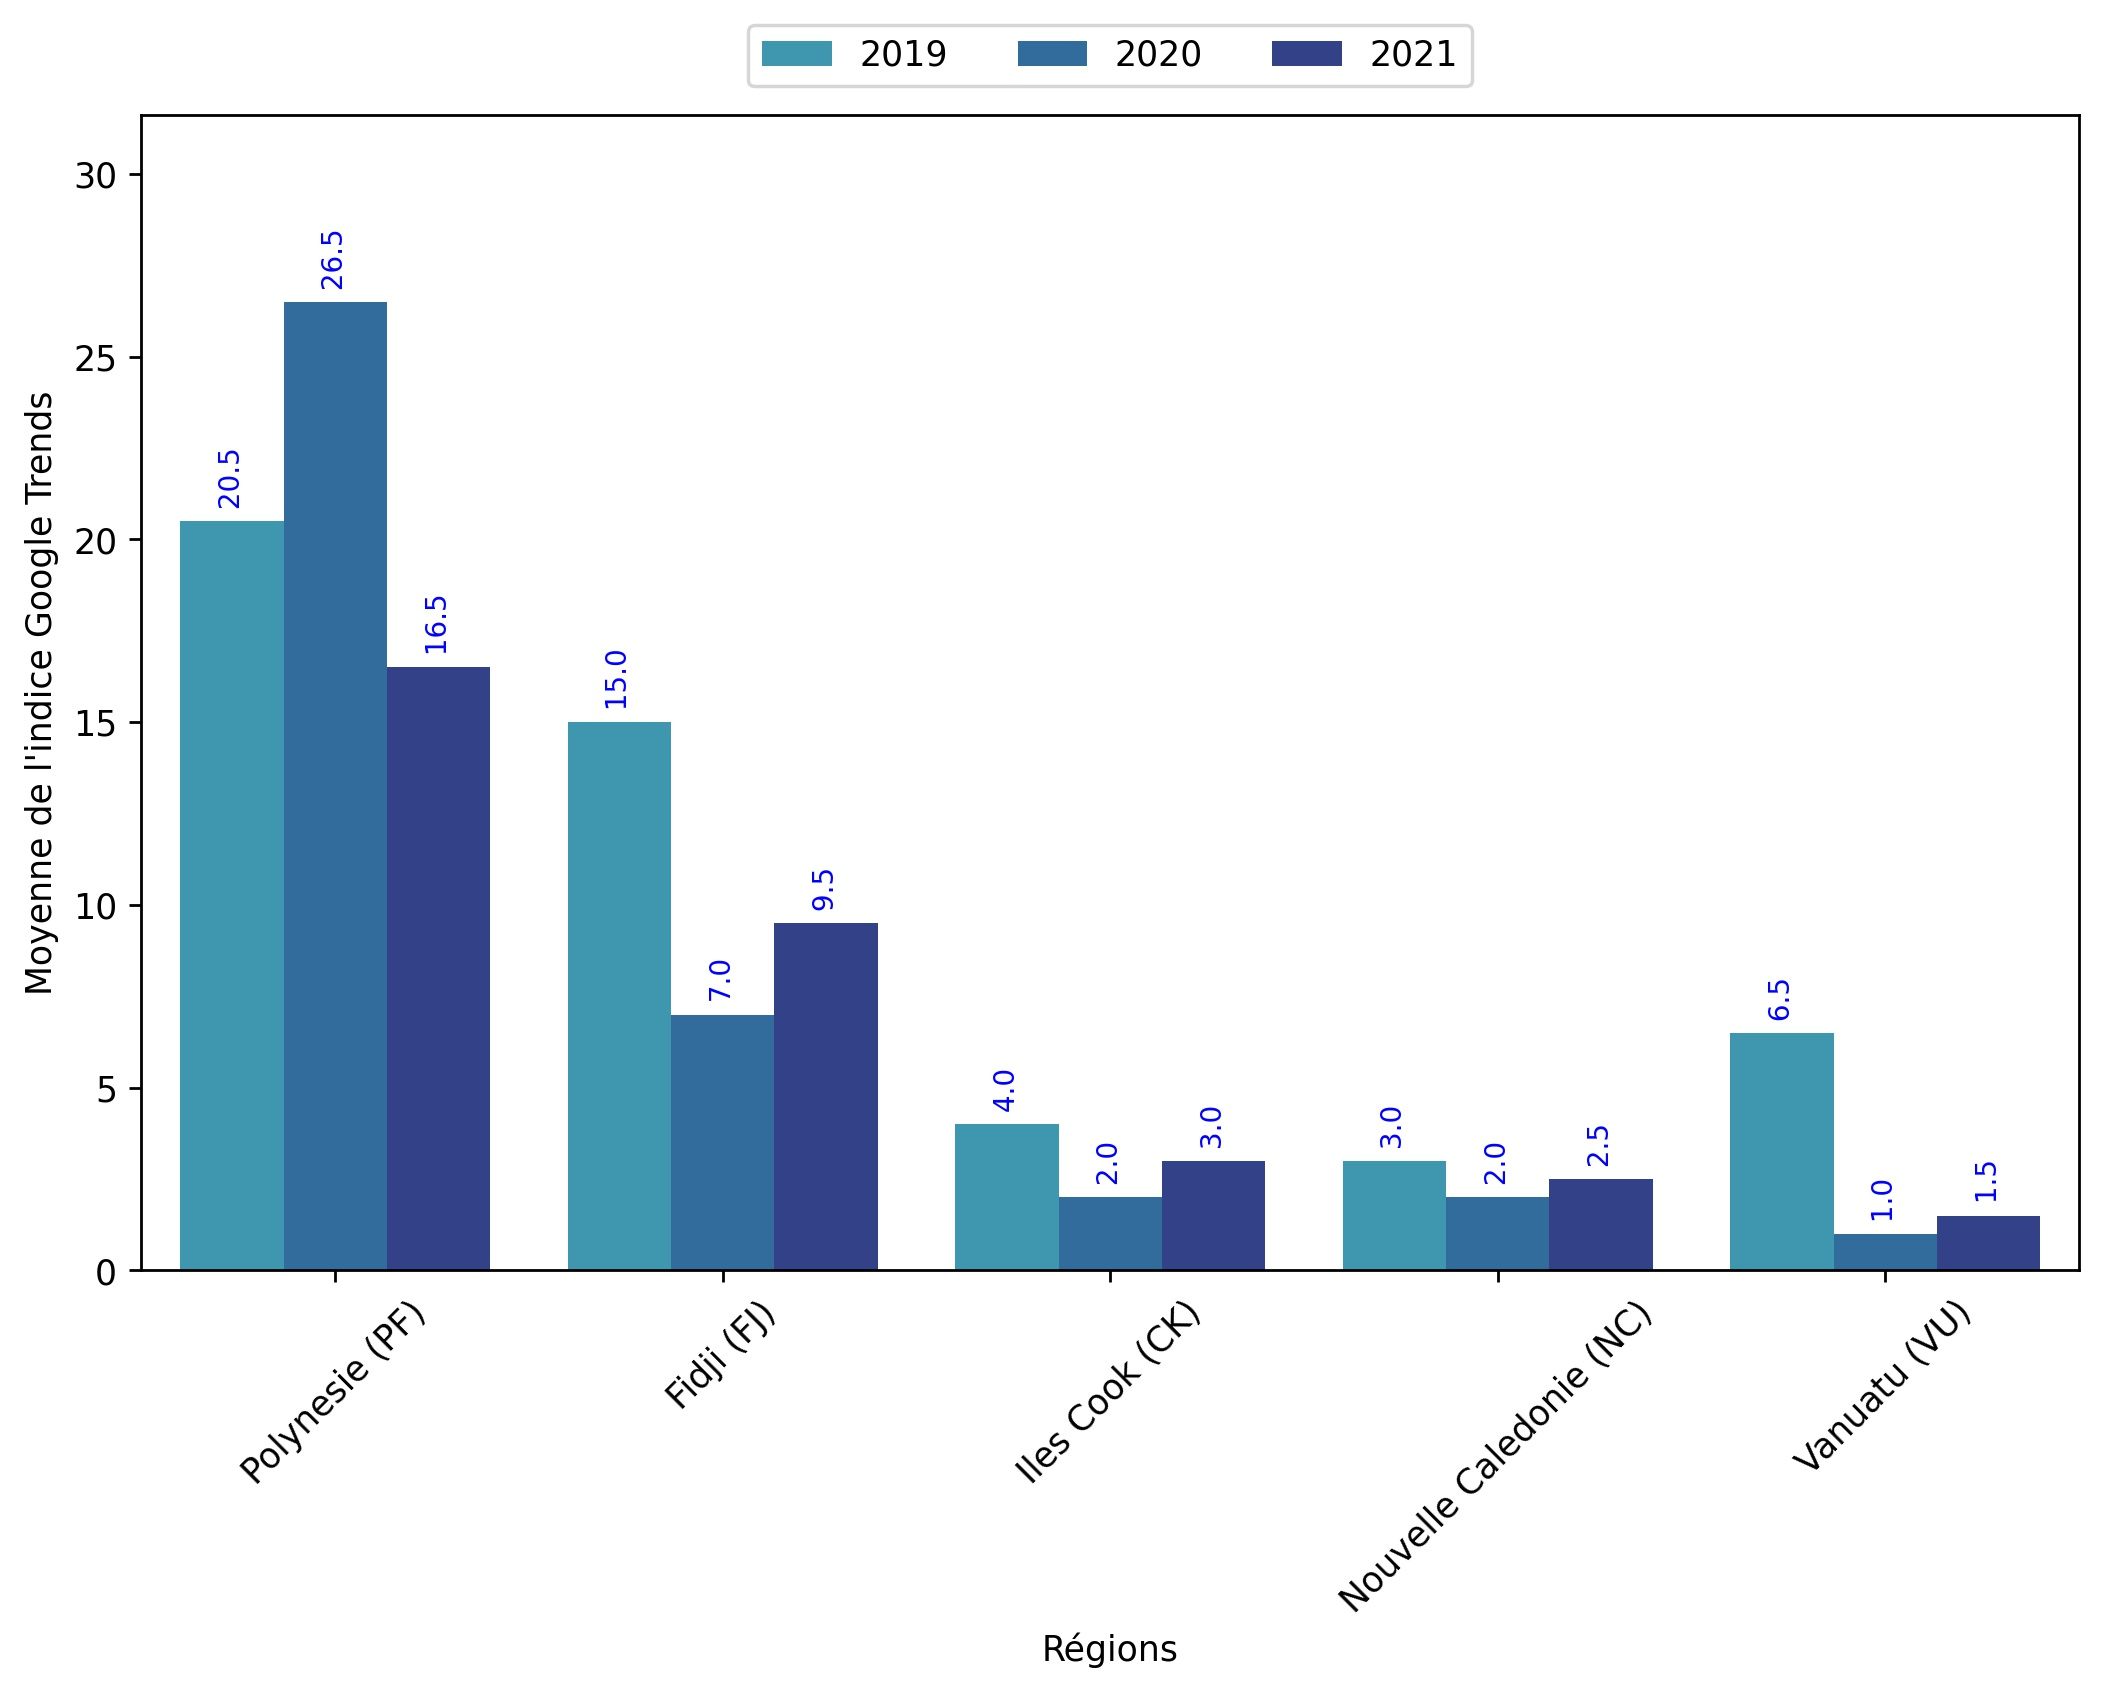 2019 2020 2021
Moyenne de l'indice Google Trends
30
25
20
15
10
5
0
20.5 26.5 16.5
15.0 7.0 9.5
4.0 2.0 3.0
3.0 2.0 2.5
6.5 1.0 1.5
Polynesie (PF)
Fidji (FJ)
Iles Cook (CK)
Nouvelle Caledonie (NC)
Vanuatu (VU)
Régions